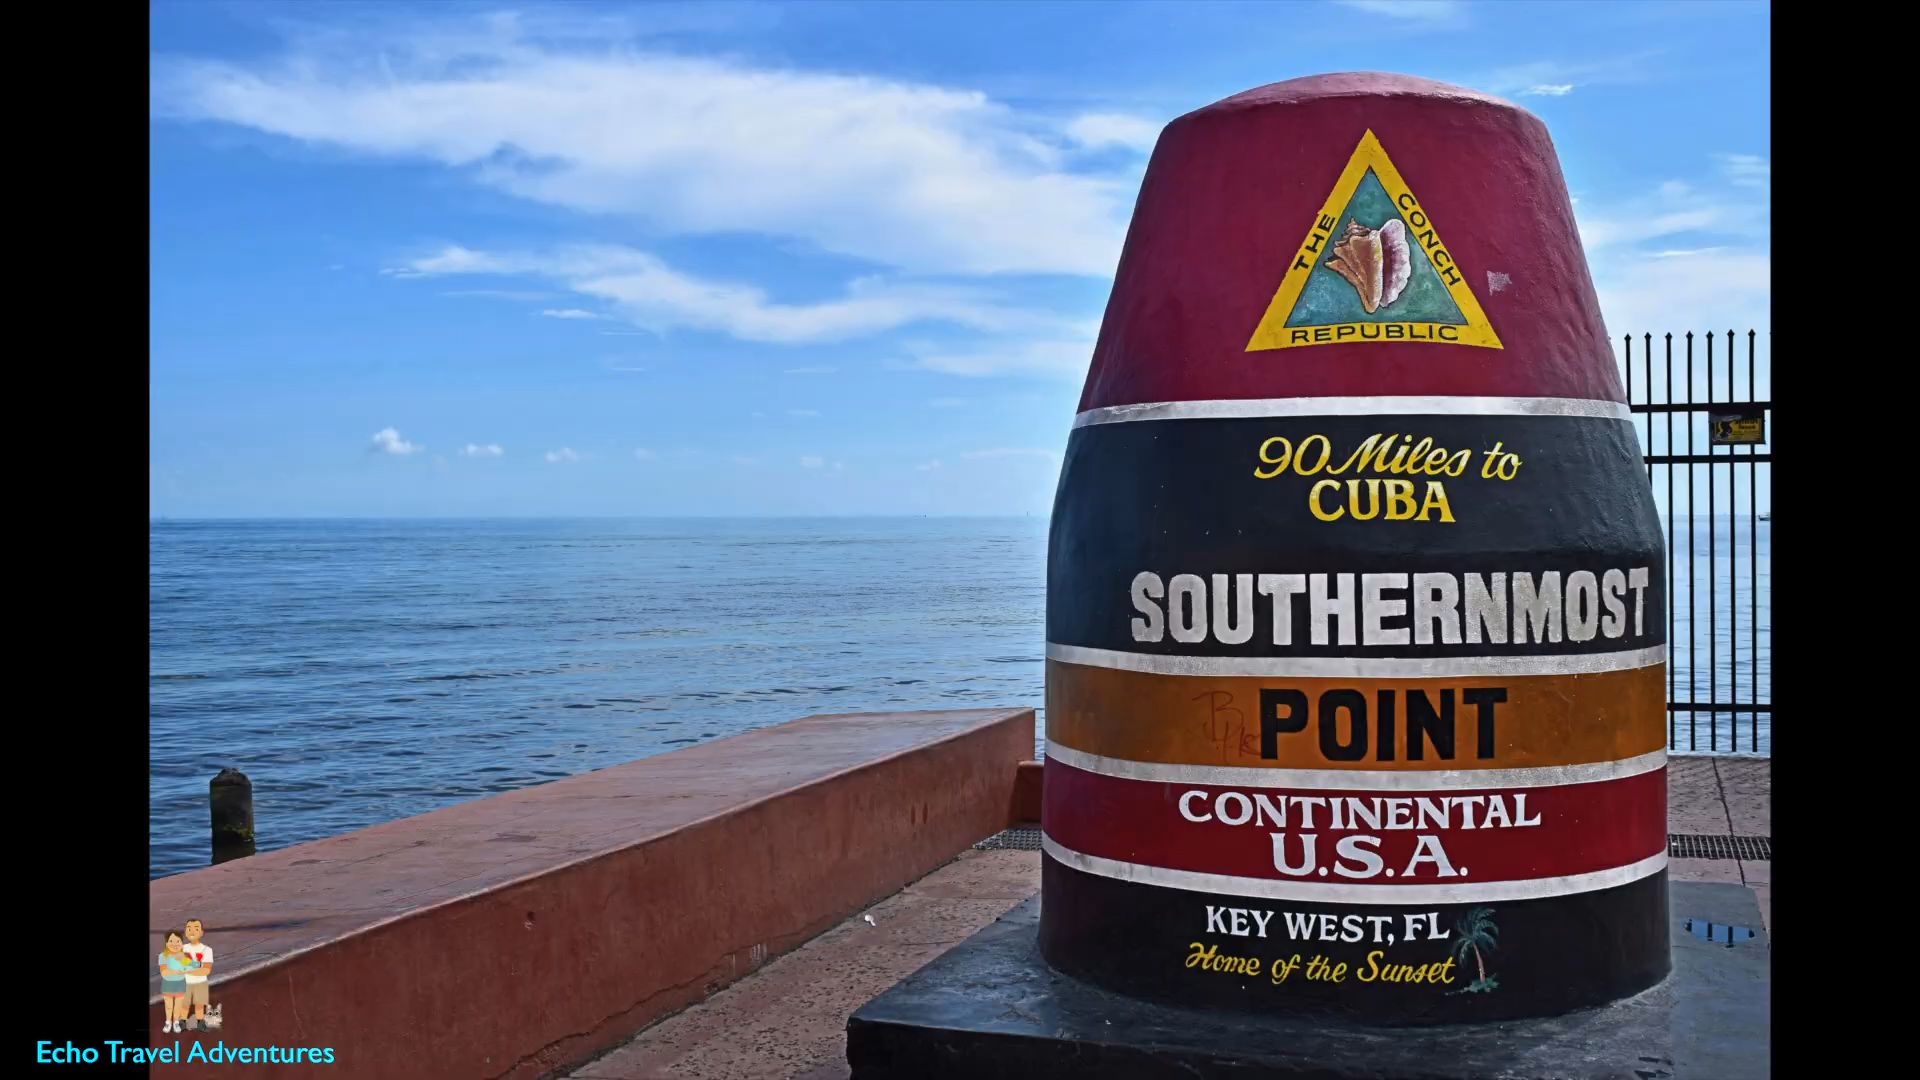 THE CONCH
REPUBLIC
90 Miles to
CUBA
SOUTHERNMOST
POINT
CONTINENTAL
U.S.A.
KEY WEST, FL
Home of the Sunset
Echo Travel Adventures